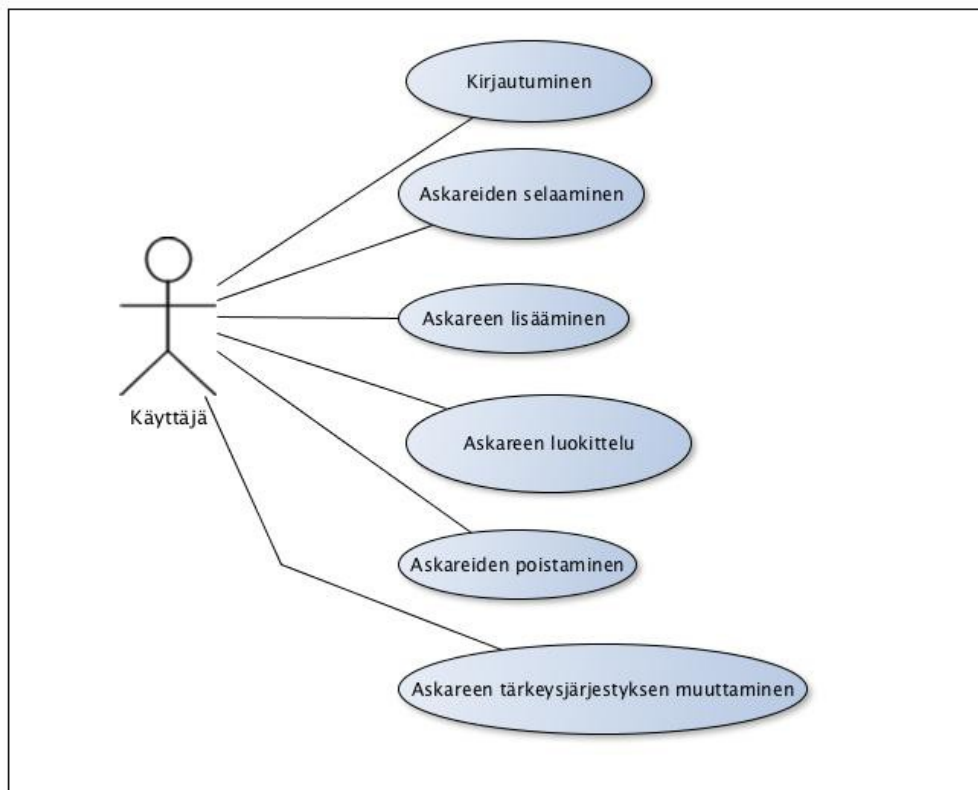 Kirjautuminen
Askareiden selaaminen
Askareen lisääminen
Käyttäjä
Askareen luokittelu
Askareiden poistaminen
Askareen tärkeysjärjestyksen muuttaminen